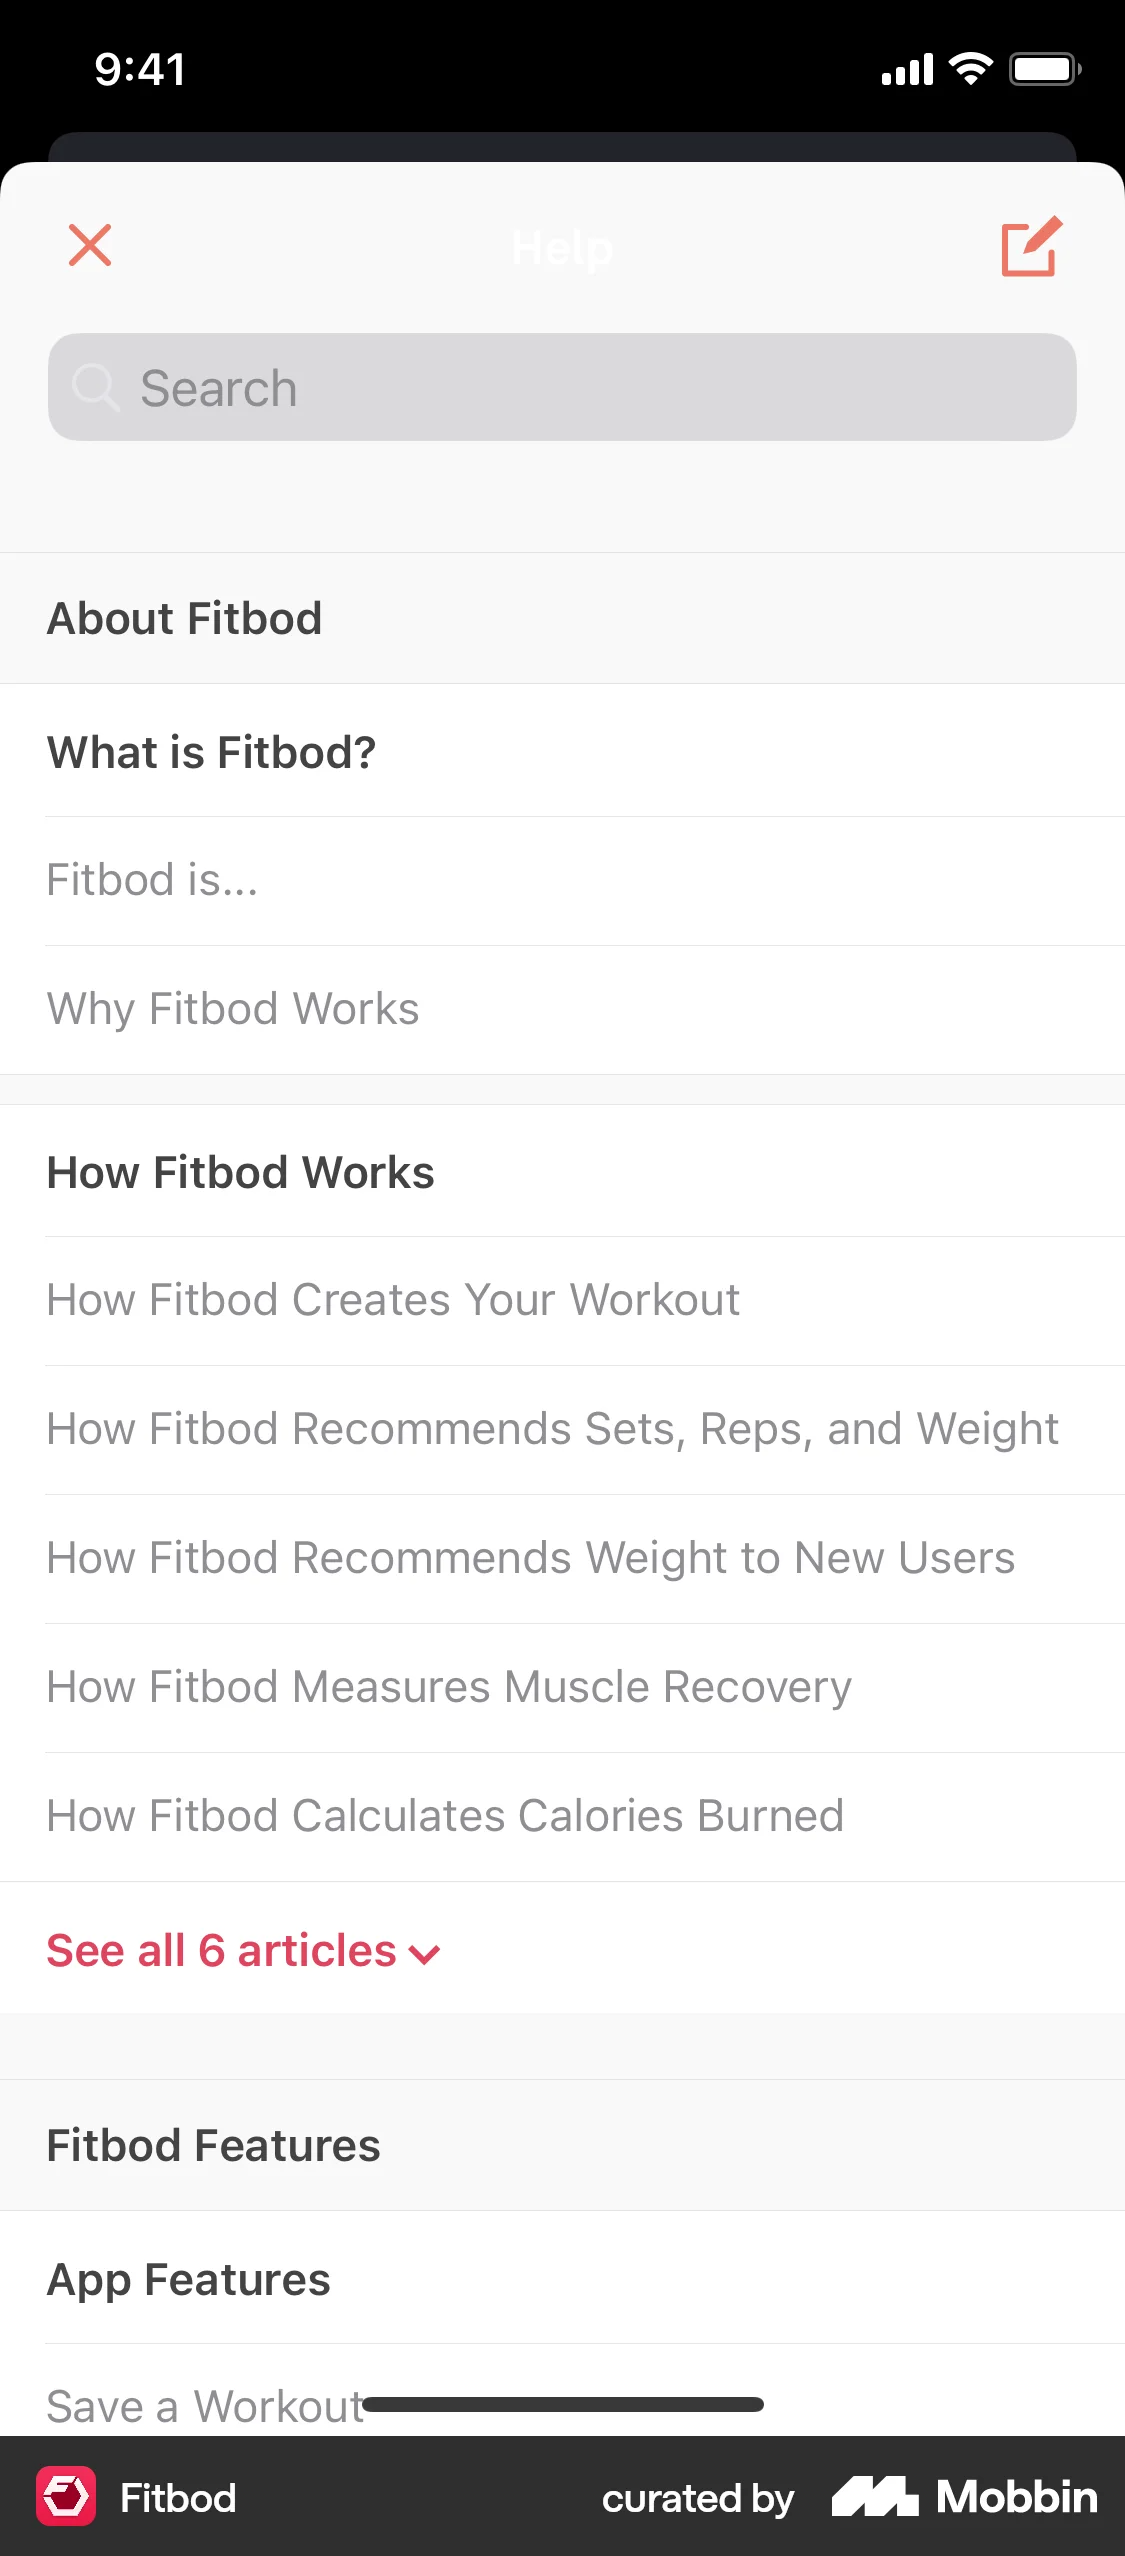 9:41
Help
Search
About Fitbod
What is Fitbod?
Fitbod is...
Why Fitbod Works
How Fitbod Works
How Fitbod Creates Your Workout
How Fitbod Recommends Sets, Reps, and Weight
How Fitbod Recommends Weight to New Users
How Fitbod Measures Muscle Recovery
How Fitbod Calculates Calories Burned
See all 6 articles
Fitbod Features
App Features
Save a Workout
Fitbod
curated by Mobbin